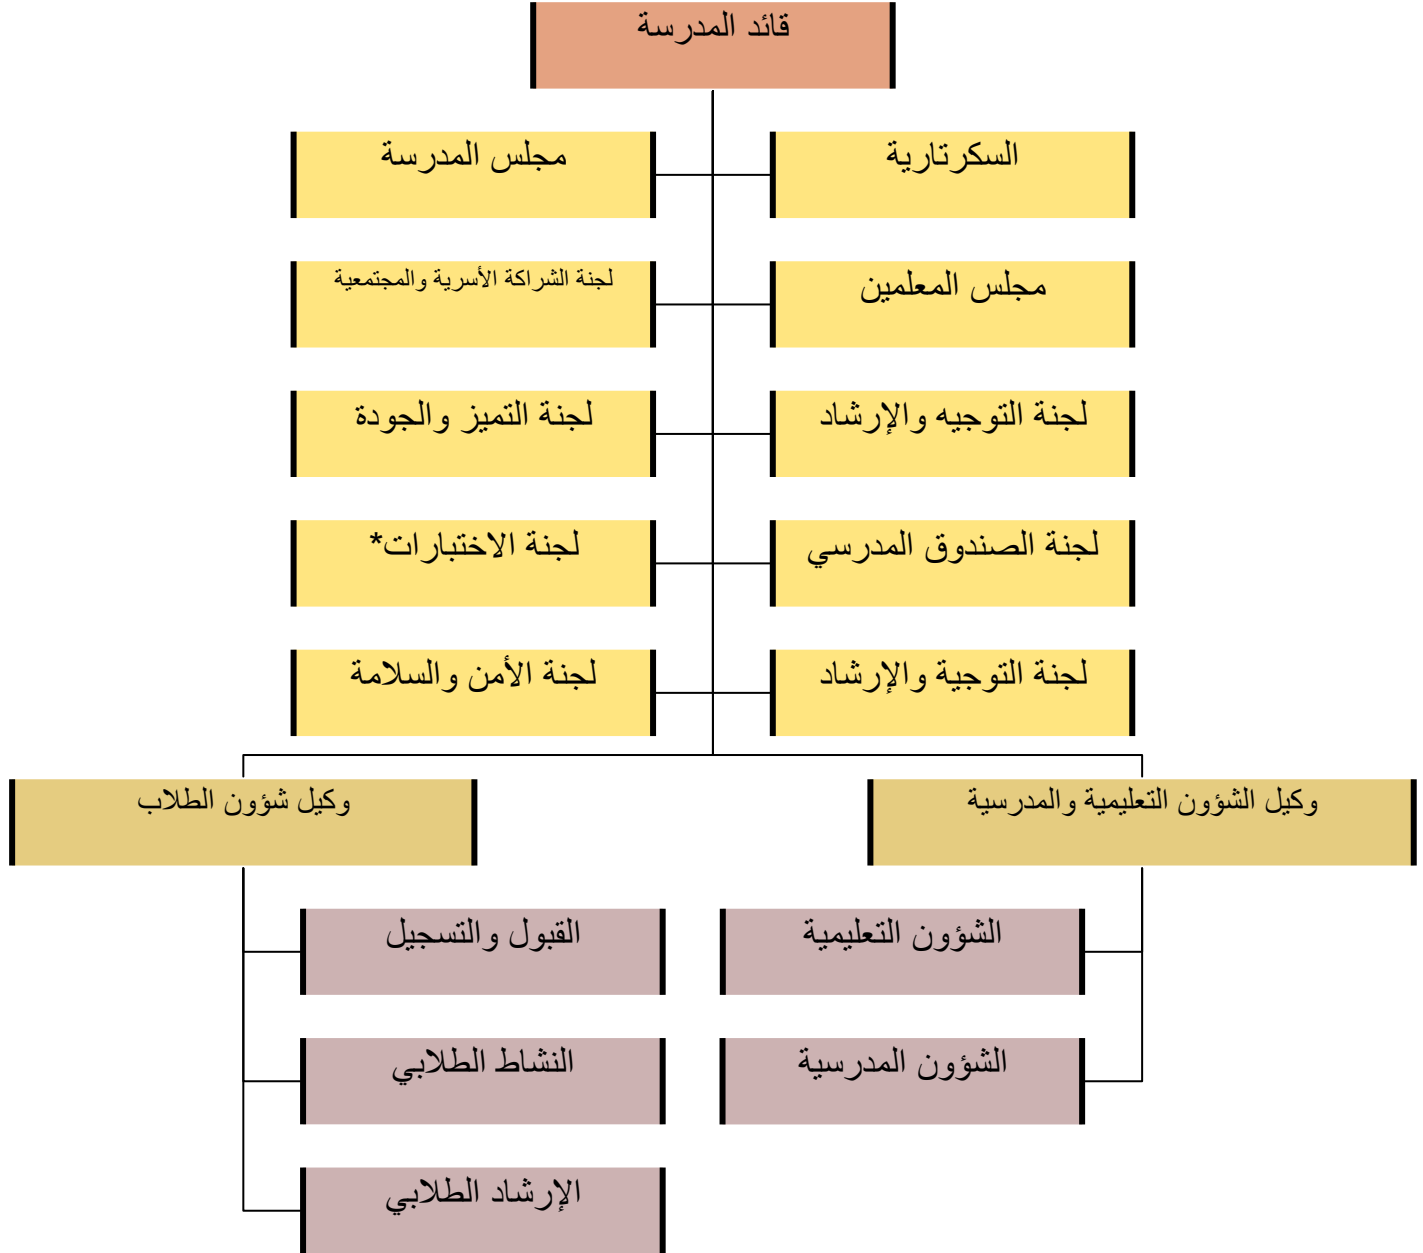 قائد المدرسة
السكرتارية
مجلس المدرسة
مجلس المعلمين
لجنة الشراكة الأسرية والمجتمعية
لجنة التوجيه والإرشاد
لجنة التميز والجودة
لجنة الصندوق المدرسي
لجنة الاختبارات*
لجنة التوجية والإرشاد
لجنة الأمن والسلامة
وكيل الشؤون التعليمية والمدرسية
وكيل شؤون الطلاب
الشؤون التعليمية
القبول والتسجيل
الشؤون المدرسية
النشاط الطلابي
الإرشاد الطلابي